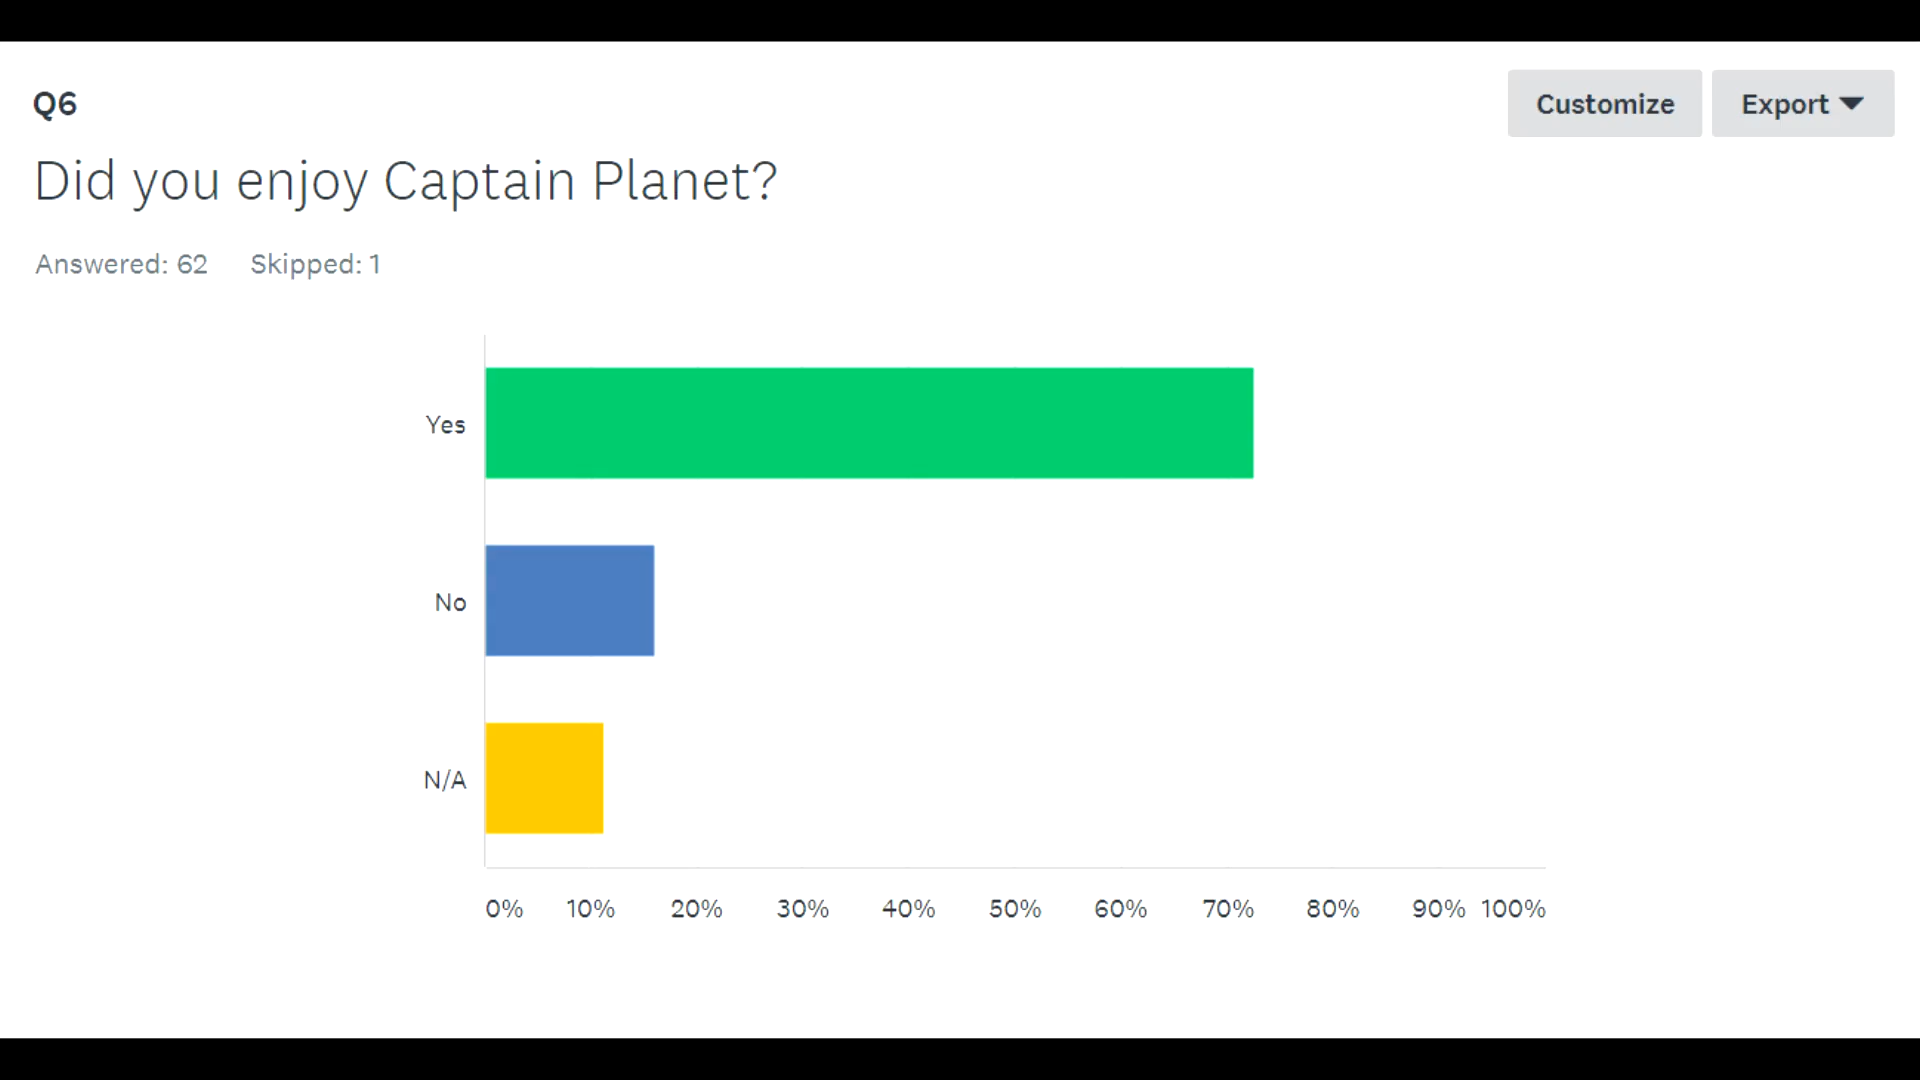 Q6
Customize
Export
Did you enjoy Captain Planet?
Answered: 62 Skipped: 1
Yes
No
N/A
0% 10% 20% 30% 40% 50% 60% 70% 80% 90% 100%